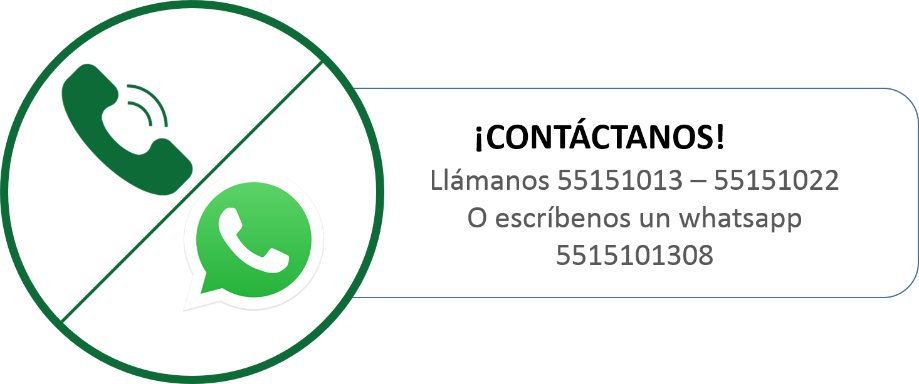 ¡CONTÁCTANOS!
Llámanos 55151013 – 55151022
O escríbenos un whatsapp
5515101308